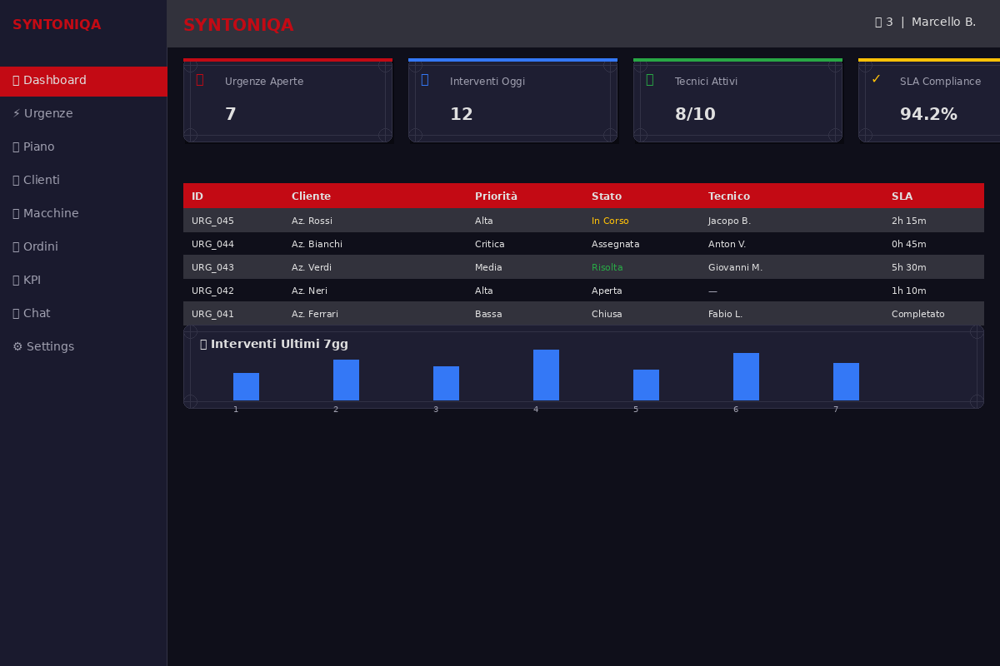 SYNTONIQA
Dashboard
⚡ Urgenze
Piano
Clienti
Macchine
Ordini
KPI
Chat
⚙ Settings
SYNTONIQA
3 | Marcello B.
Urgenze Aperte
7
Interventi Oggi
12
Tecnici Attivi
8/10
✓ SLA Compliance
94.2%
ID Cliente Priorità Stato Tecnico SLA
URG_045 Az. Rossi Alta In Corso Jacopo B. 2h 15m
URG_044 Az. Bianchi Critica Assegnata Anton V. 0h 45m
URG_043 Az. Verdi Media Risolta Giovanni M. 5h 30m
URG_042 Az. Neri Alta Aperta — 1h 10m
URG_041 Az. Ferrari Bassa Chiusa Fabio L. Completato
Interventi Ultimi 7gg
1 2 3 4 5 6 7